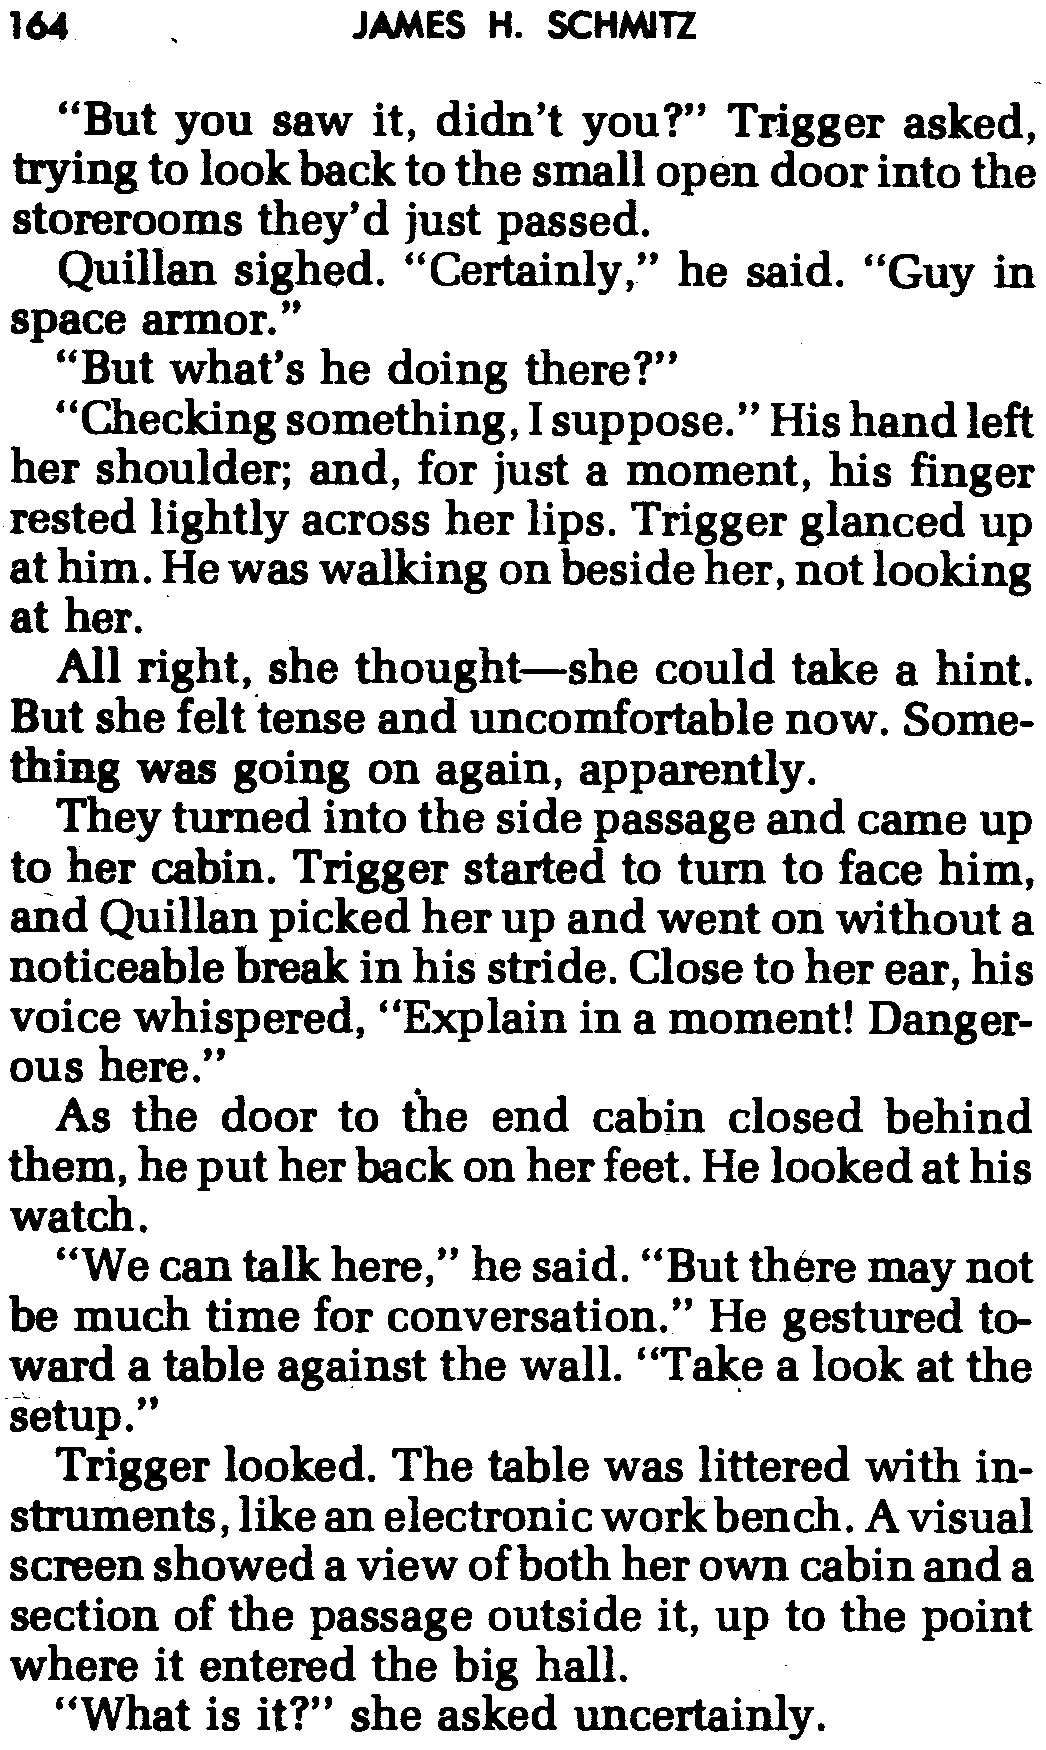 164 JAMES H. SCHMITZ
“But you saw it, didn't you?” Trigger asked,
trying to look back to the small open door into the
storerooms they'd just passed.
Quillan sighed. “Certainly,” he said. “Guy in
space armor.”
“But what's he doing there?”
“Checking something, I suppose.” His hand left
her shoulder; and, for just a moment, his finger
rested lightly across her lips. Trigger glanced up
at him. He was walking on beside her, not looking
at her.
All right, she thought—she could take a hint.
But she felt tense and uncomfortable now. Some-
thing was going on again, apparently.
They turned into the side passage and came up
to her cabin. Trigger started to turn to face him,
and Quillan picked her up and went on without a
noticeable break in his stride. Close to her ear, his
voice whispered, “Explain in a moment! Danger-
ous here.”
As the door to the end cabin closed behind
them, he put her back on her feet. He looked at his
watch.
“We can talk here,” he said. “But there may not
be much time for conversation.” He gestured to-
ward a table against the wall. “Take a look at the
setup.”
Trigger looked. The table was littered with in-
struments, like an electronic work bench. A visual
screen showed a view of both her own cabin and a
section of the passage outside it, up to the point
where it entered the big hall.
“What is it?” she asked uncertainly.